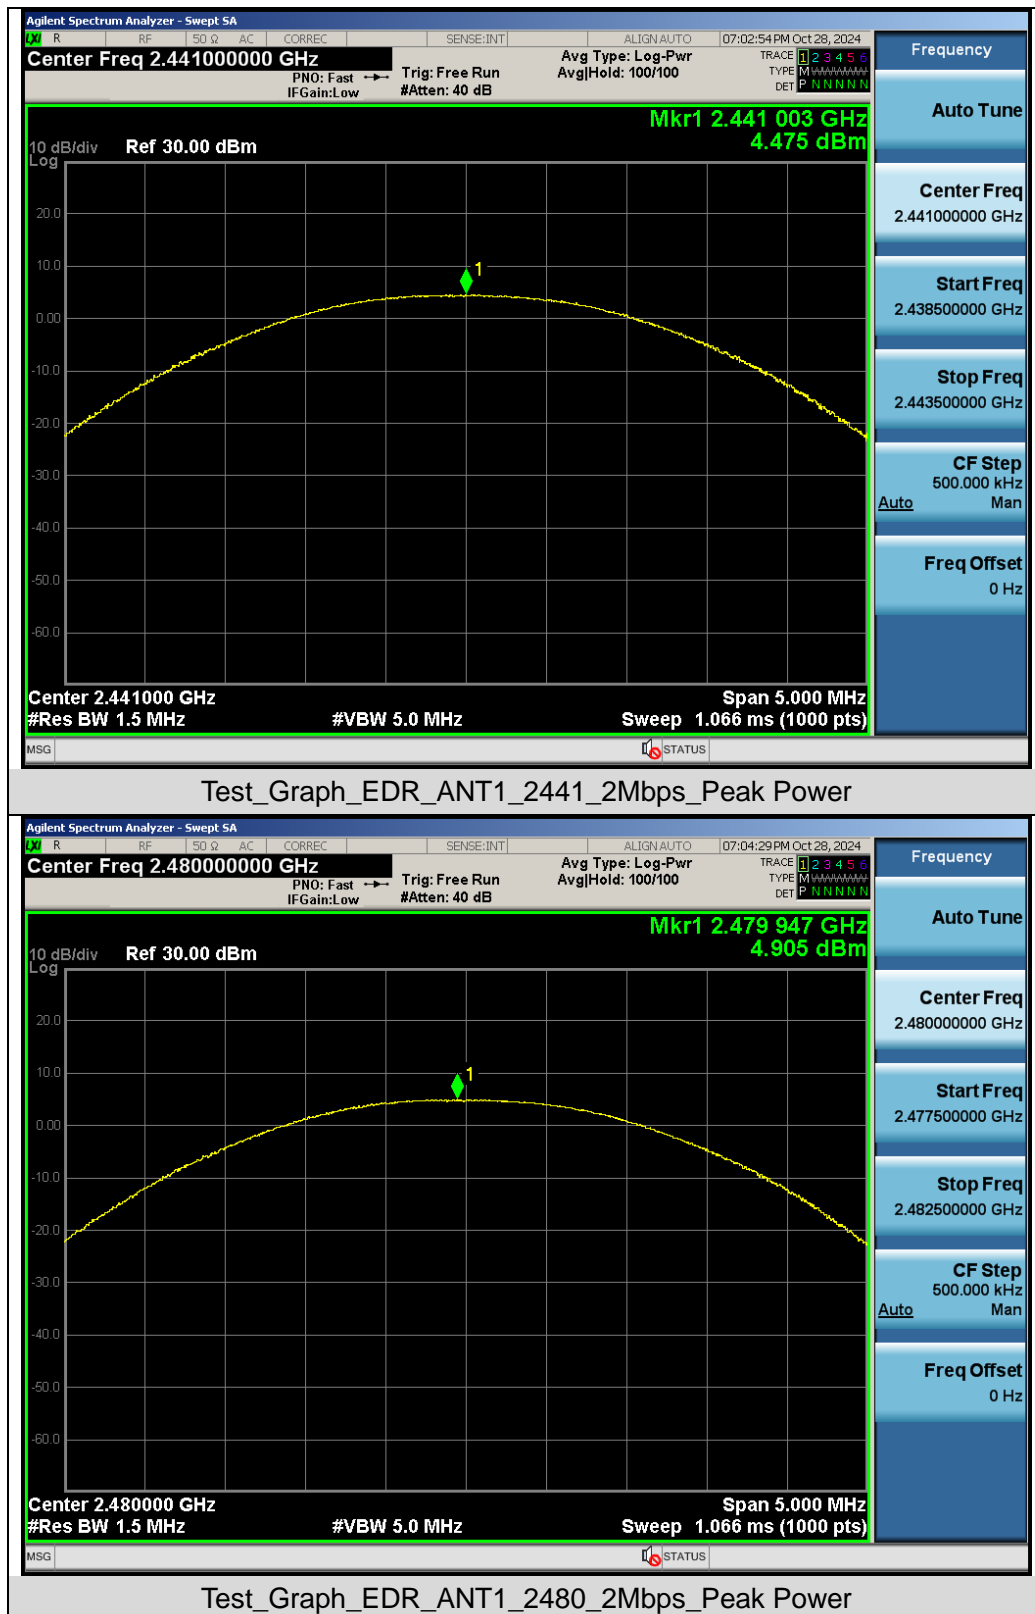 Agilent Spectrum Analyzer - Swept SA
LXI R RF 50 Ω AC CORREC SENSE:INT ALIGN AUTO 07:02:54 PM Oct 28, 2024
Center Freq 2.441000000 GHz
PNO: Fast
IFGain:Low
Trig: Free Run
#Atten: 40 dB
Avg Type: Log-Pwr
Avg|Hold: 100/100
TRACE 1 2 3 4 5 6
TYPE M WWWWW
DET P N N N N N
Mkr1 2.441 003 GHz
4.475 dBm
10 dB/div Ref 30.00 dBm
Log
20.0
10.0
0.00
-10.0
-20.0
-30.0
-40.0
-50.0
-60.0
1
Center 2.441000 GHz Span 5.000 MHz
#Res BW 1.5 MHz #VBW 5.0 MHz Sweep 1.066 ms (1000 pts)
MSG STATUS
Frequency
Auto Tune
Center Freq
2.441000000 GHz
Start Freq
2.438500000 GHz
Stop Freq
2.443500000 GHz
CF Step
500.000 kHz
Auto Man
Freq Offset
0 Hz
Test_Graph_EDR_ANT1_2441_2Mbps_Peak Power
Agilent Spectrum Analyzer - Swept SA
LXI R RF 50 Ω AC CORREC SENSE:INT ALIGN AUTO 07:04:29 PM Oct 28, 2024
Center Freq 2.480000000 GHz
PNO: Fast
IFGain:Low
Trig: Free Run
#Atten: 40 dB
Avg Type: Log-Pwr
Avg|Hold: 100/100
TRACE 1 2 3 4 5 6
TYPE M WWWWW
DET P N N N N N
Mkr1 2.479 947 GHz
4.905 dBm
10 dB/div Ref 30.00 dBm
Log
20.0
10.0
0.00
-10.0
-20.0
-30.0
-40.0
-50.0
-60.0
1
Center 2.480000 GHz Span 5.000 MHz
#Res BW 1.5 MHz #VBW 5.0 MHz Sweep 1.066 ms (1000 pts)
MSG STATUS
Frequency
Auto Tune
Center Freq
2.480000000 GHz
Start Freq
2.477500000 GHz
Stop Freq
2.482500000 GHz
CF Step
500.000 kHz
Auto Man
Freq Offset
0 Hz
Test_Graph_EDR_ANT1_2480_2Mbps_Peak Power